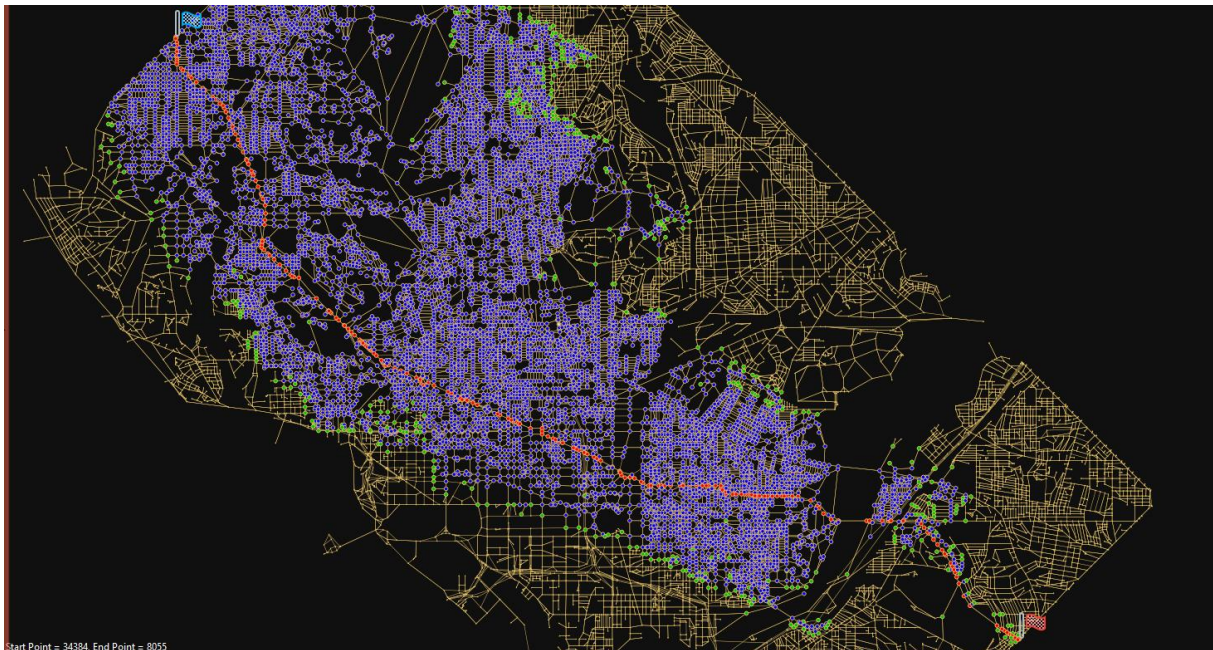 Start Point = 34384, End Point = 8055